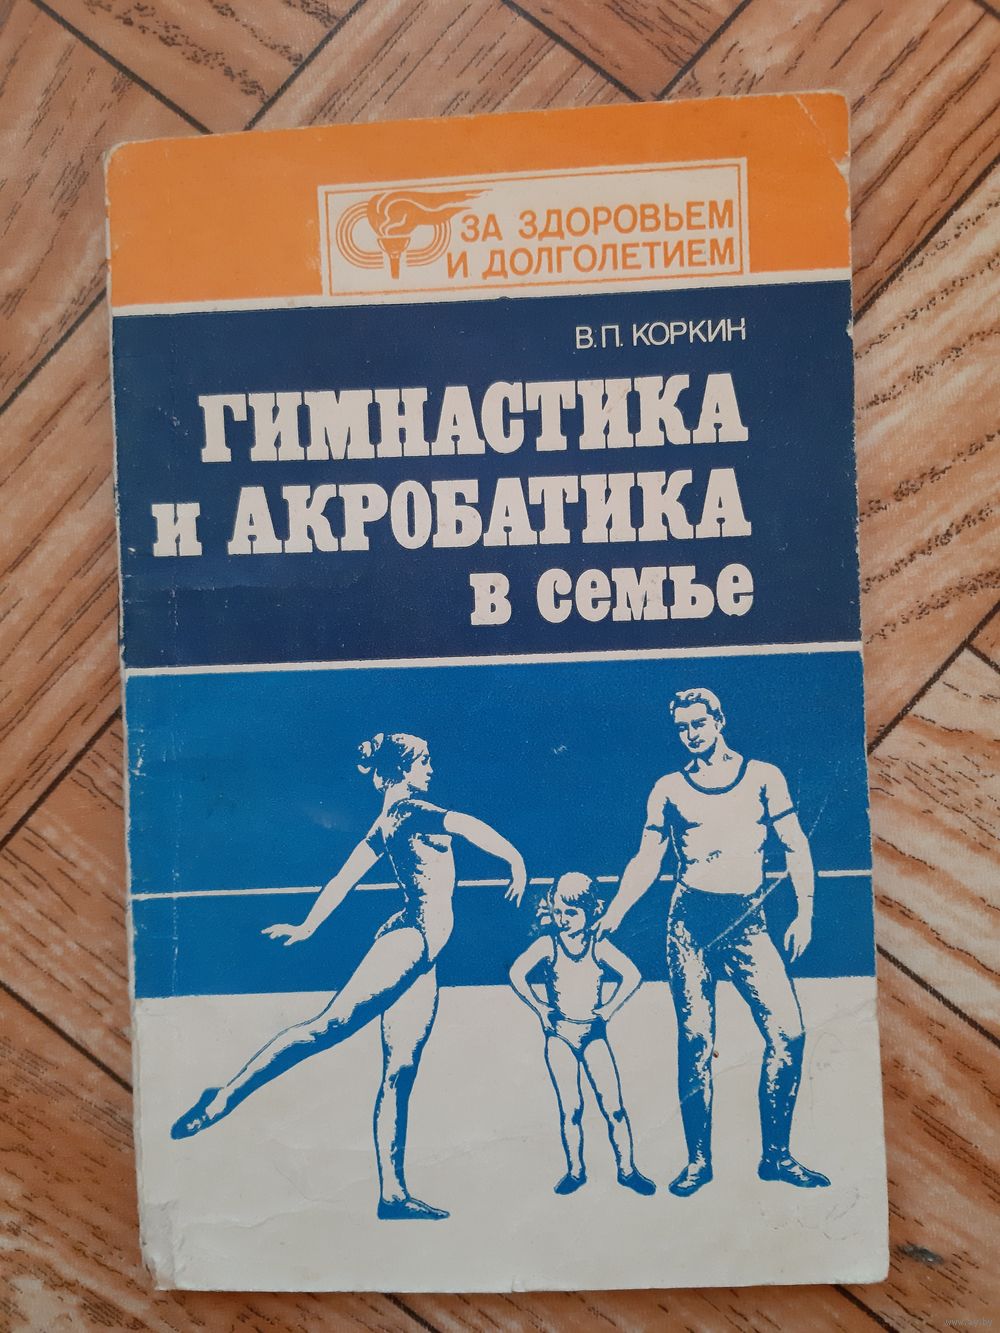 ЗА ЗДОРОВЬЕМ
И ДОЛГОЛЕТИЕМ
В.П. КОРКИН
ГИМНАСТИКА
И АКРОБАТИКА
в семье